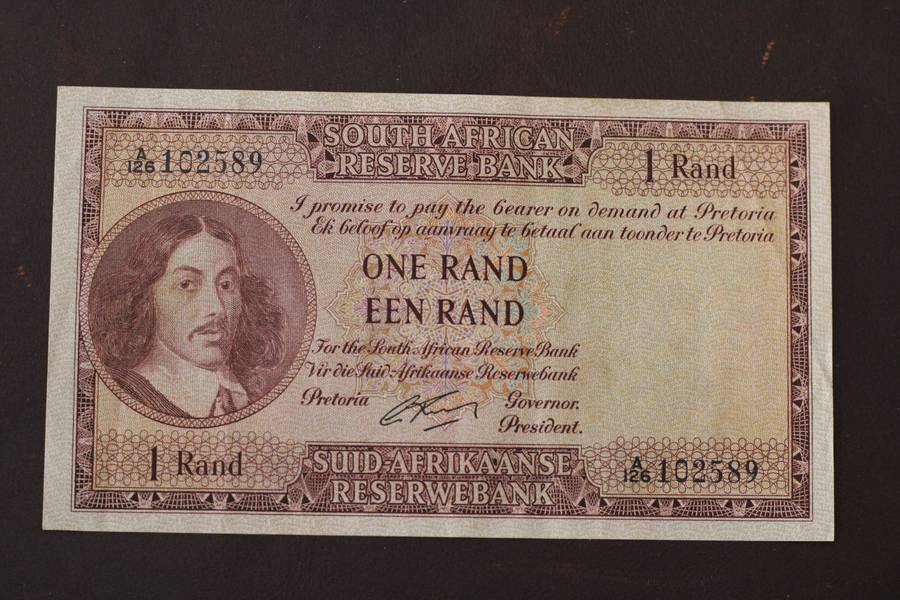 SOUTH AFRICAN
RESERVE BANK
A/126 102589
1 Rand
I promise to pay the bearer on demand at Pretoria
Ek beloof op aanvraag te betaal aan toonder te Pretoria
ONE RAND
EEN RAND
For the South African Reserve Bank
Vir die Suid-Afrikaanse Reserwebank
Pretoria
Governor.
President.
1 Rand
SUID-AFRIKAANSE
RESERWEBANK
A/126 102589